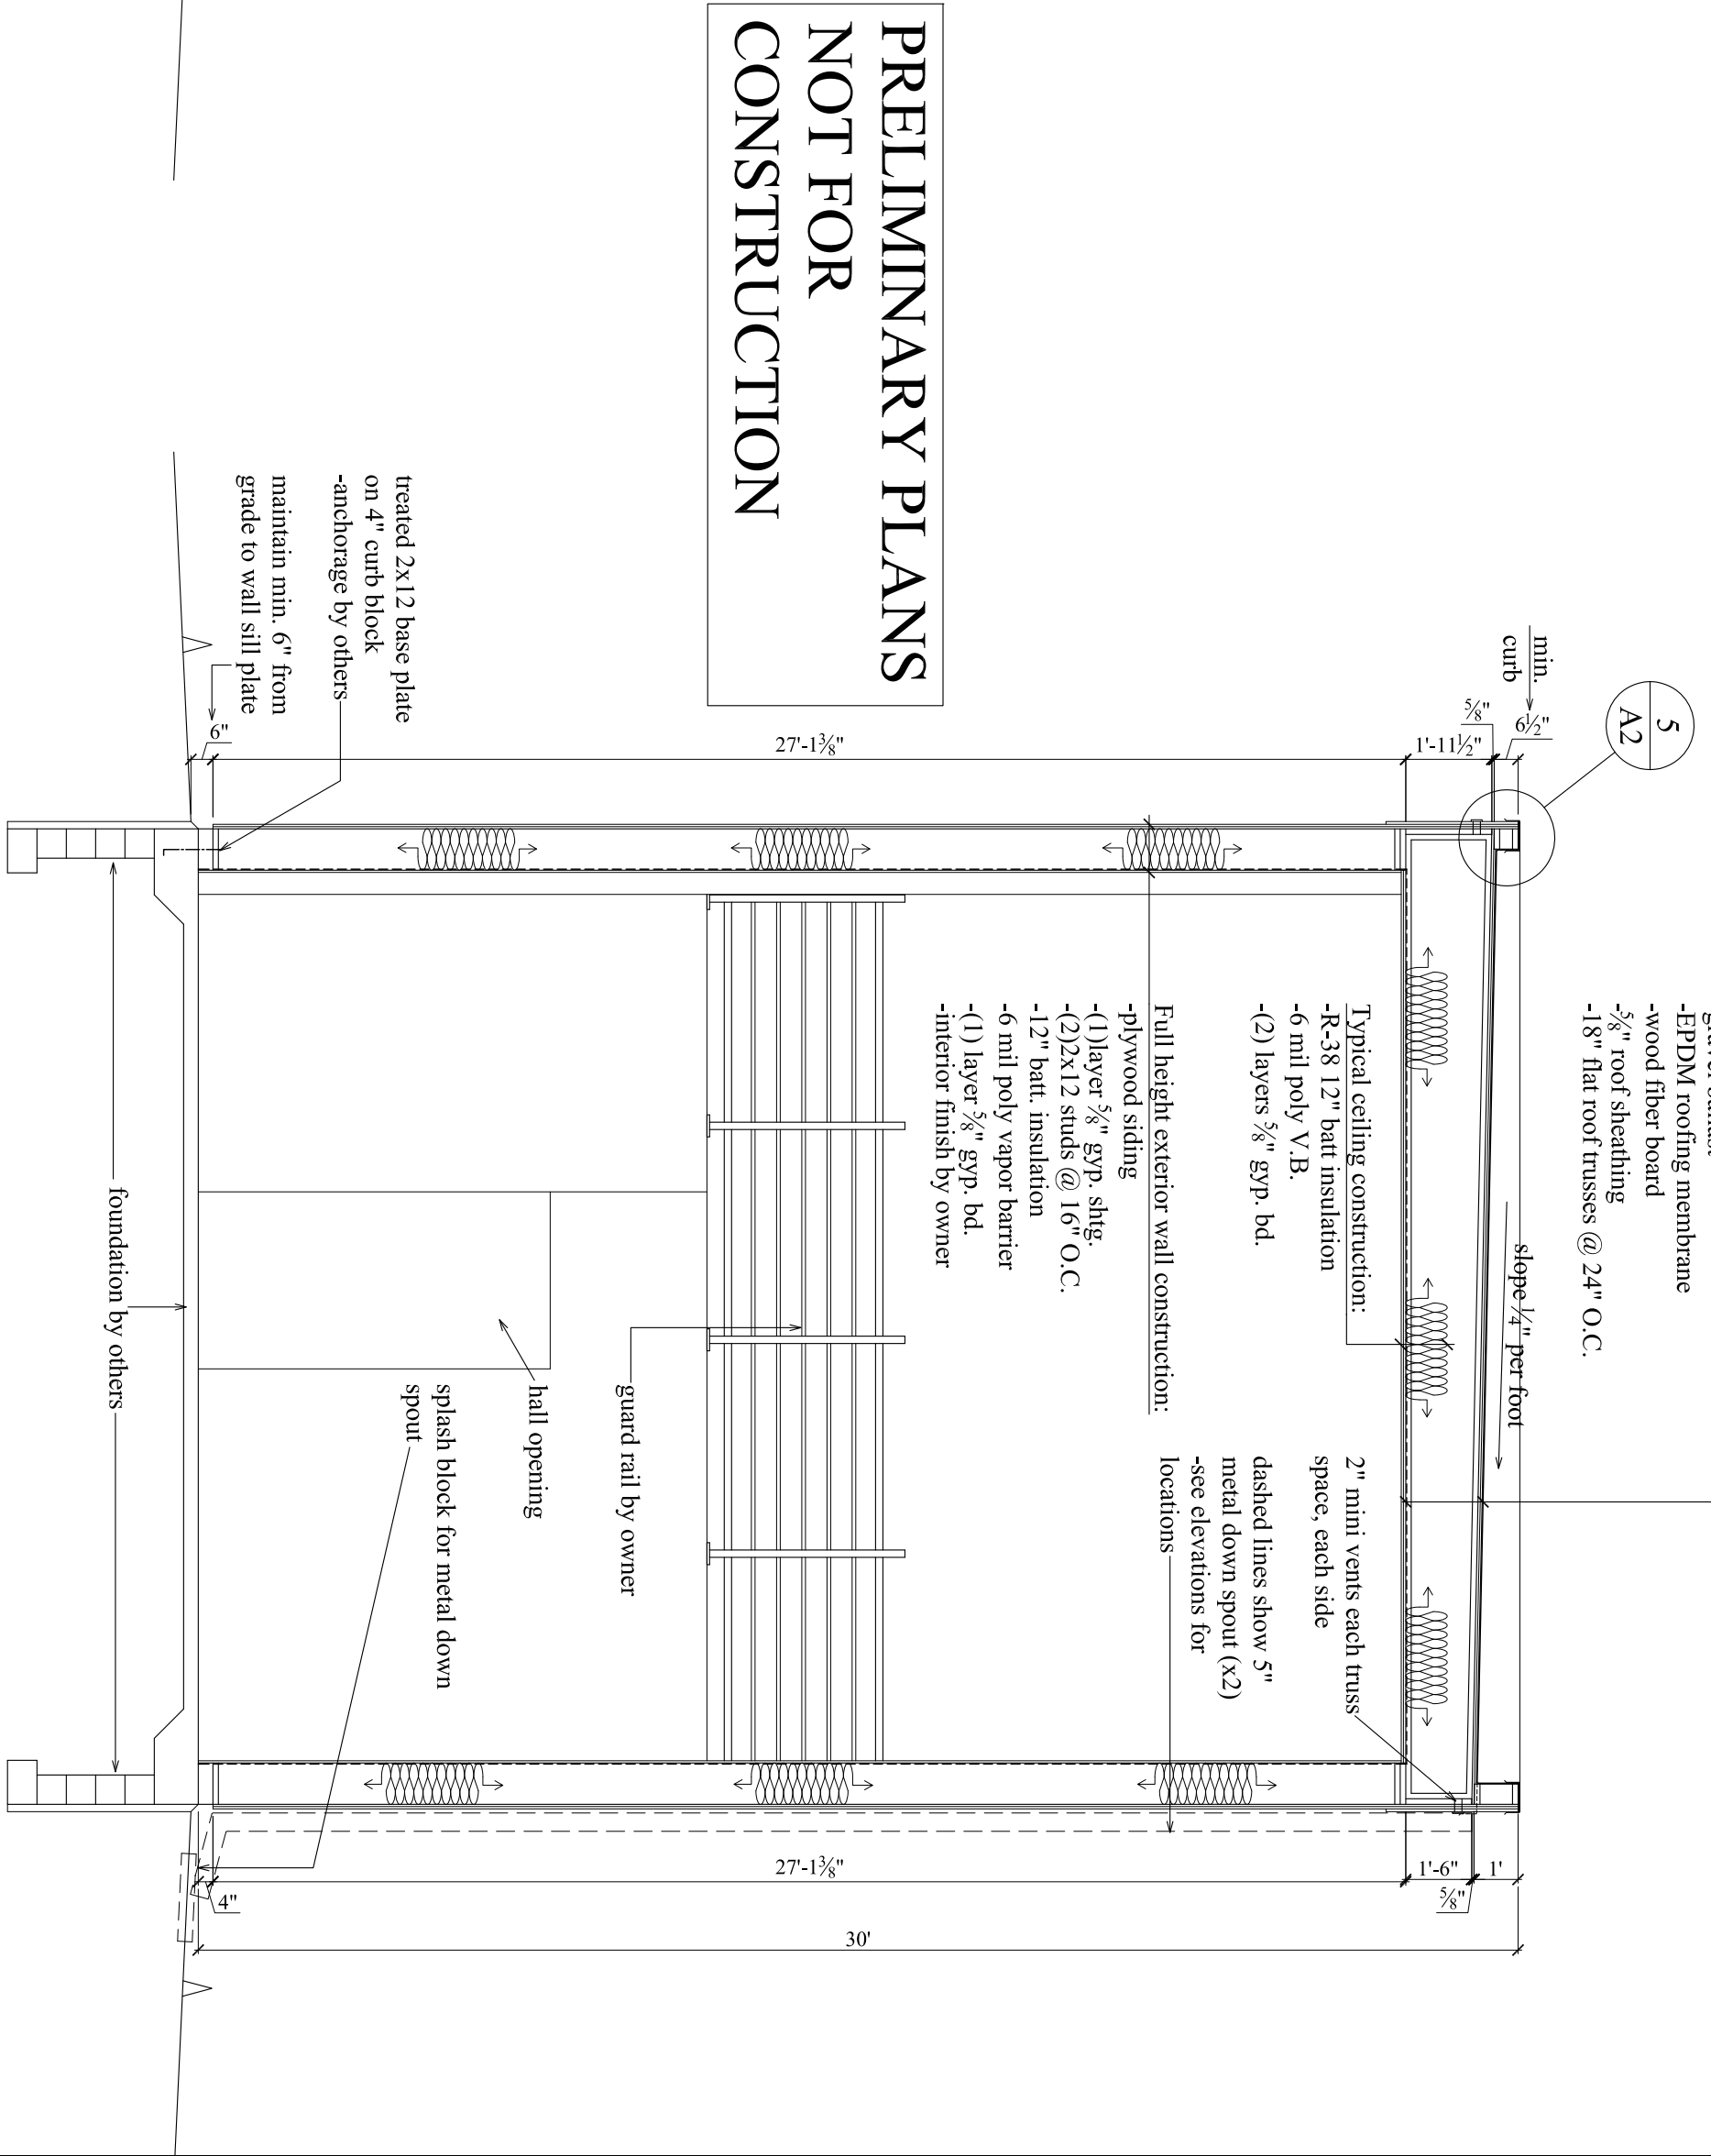 gravel ballast
-EPDM roofing membrane
-wood fiber board
-⅝" roof sheathing
-18" flat roof trusses @ 24" O.C.
slope ¼" per foot
5
A2
min.
curb
6½"
⅝"
1'-11½"
27'-1⅜"
6"
PRELIMINARY PLANS
NOT FOR
CONSTRUCTION
Typical ceiling construction:
-R-38 12" batt insulation
-6 mil poly V.B.
-(2) layers ⅝" gyp. bd.
Full height exterior wall construction:
-plywood siding
-(1)layer ⅝" gyp. shtg.
-(2)2x12 studs @ 16" O.C.
-12" batt. insulation
-6 mil poly vapor barrier
-(1) layer ⅝" gyp. bd.
-interior finish by owner
2" mini vents each truss
space, each side
dashed lines show 5"
metal down spout (x2)
-see elevations for
locations
guard rail by owner
hall opening
splash block for metal down
spout
treated 2x12 base plate
on 4" curb block
-anchorage by others
maintain min. 6" from
grade to wall sill plate
foundation by others
1'
⅝"
1'-6"
27'-1⅜"
4"
30'